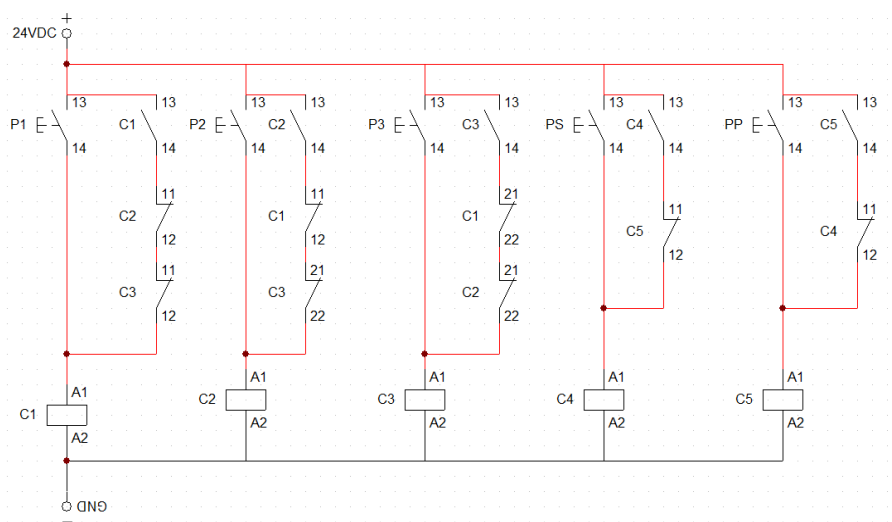 +
24VDC
13 13 13 13 13 13 13 13 13 13
P1 C1 P2 C2 P3 C3 PS C4 PP C5
14 14 14 14 14 14 14 14 14 14
11 11 21 11 11
C2 C1 C1 C5 C4
12 12 22 12 12
11 21 21
C3 C3 C2
12 22 22
A1 A1 A1 A1 A1
C1 C2 C3 C4 C5
A2 A2 A2 A2 A2
GND